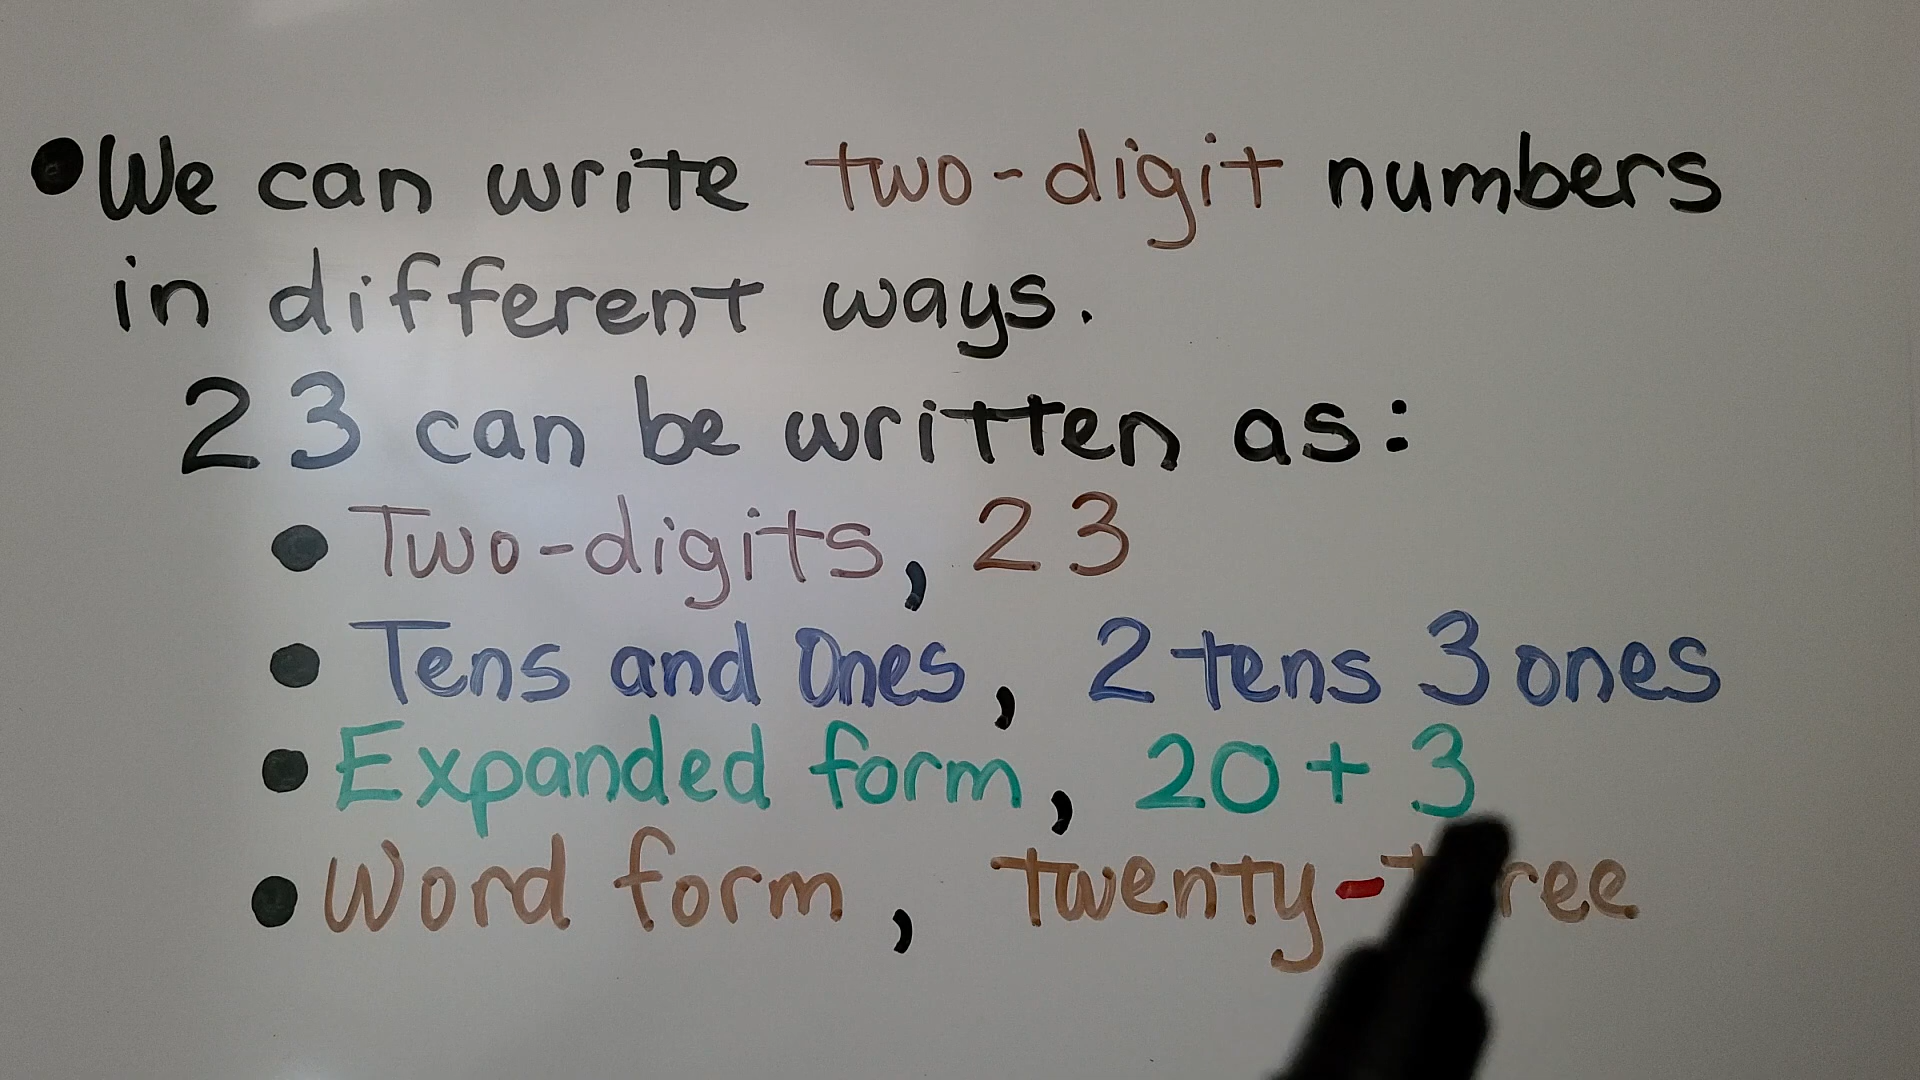 • We can write two-digit numbers
in different ways.
23 can be written as:
• Two-digits, 23
• Tens and Ones, 2 tens 3 ones
• Expanded form, 20 + 3
• Word form, twenty-three